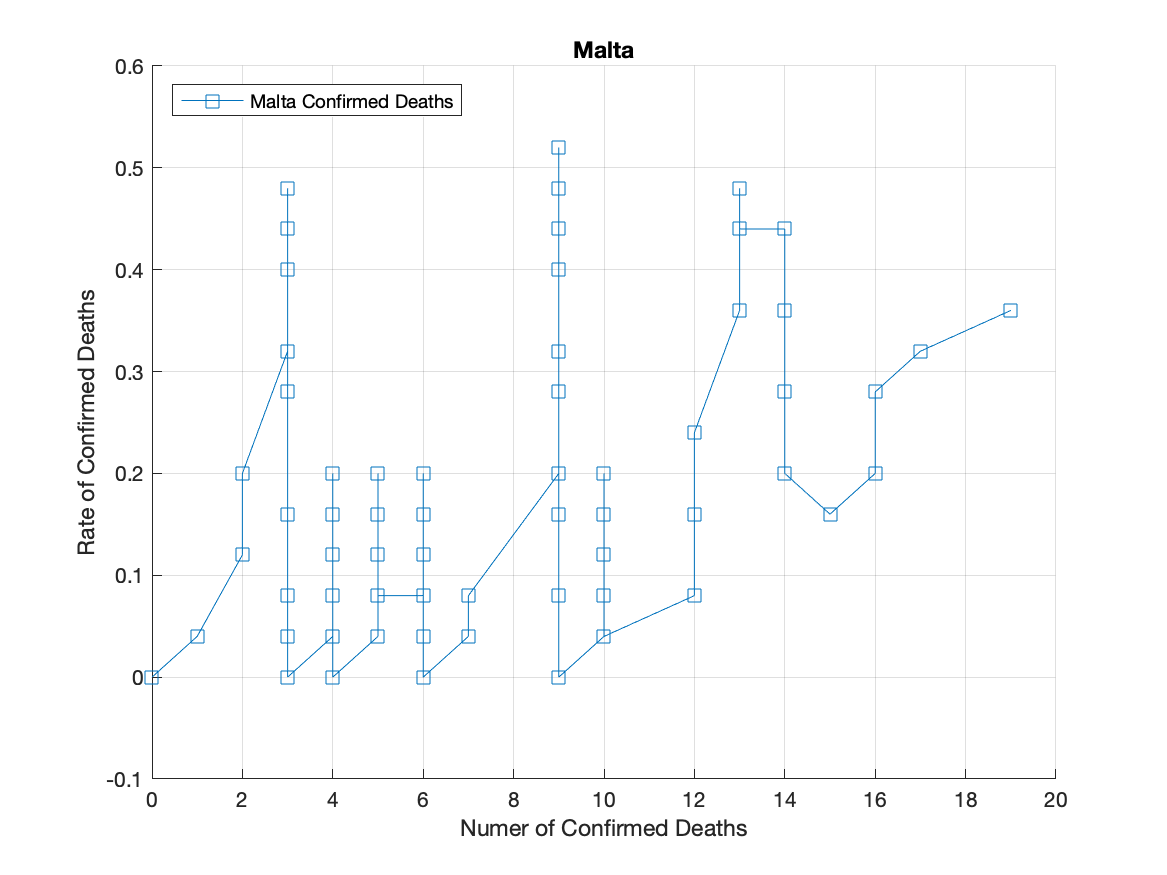 Malta
Malta Confirmed Deaths
0.6
0.5
0.4
0.3
0.2
0.1
0
-0.1
Rate of Confirmed Deaths
0 2 4 6 8 10 12 14 16 18 20
Numer of Confirmed Deaths